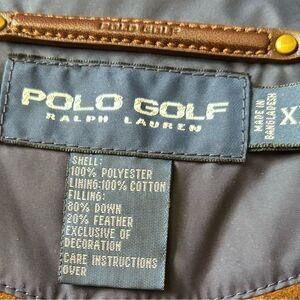 POLO GOLF
POLO GOLF
RALPH LAUREN
MADE IN
BANGLADESH
X
SHELL:
100% POLYESTER
LINING:100% COTTON
FILLING:
80% DOWN
20% FEATHER
EXCLUSIVE OF
DECORATION
CARE INSTRUCTIONS
OVER